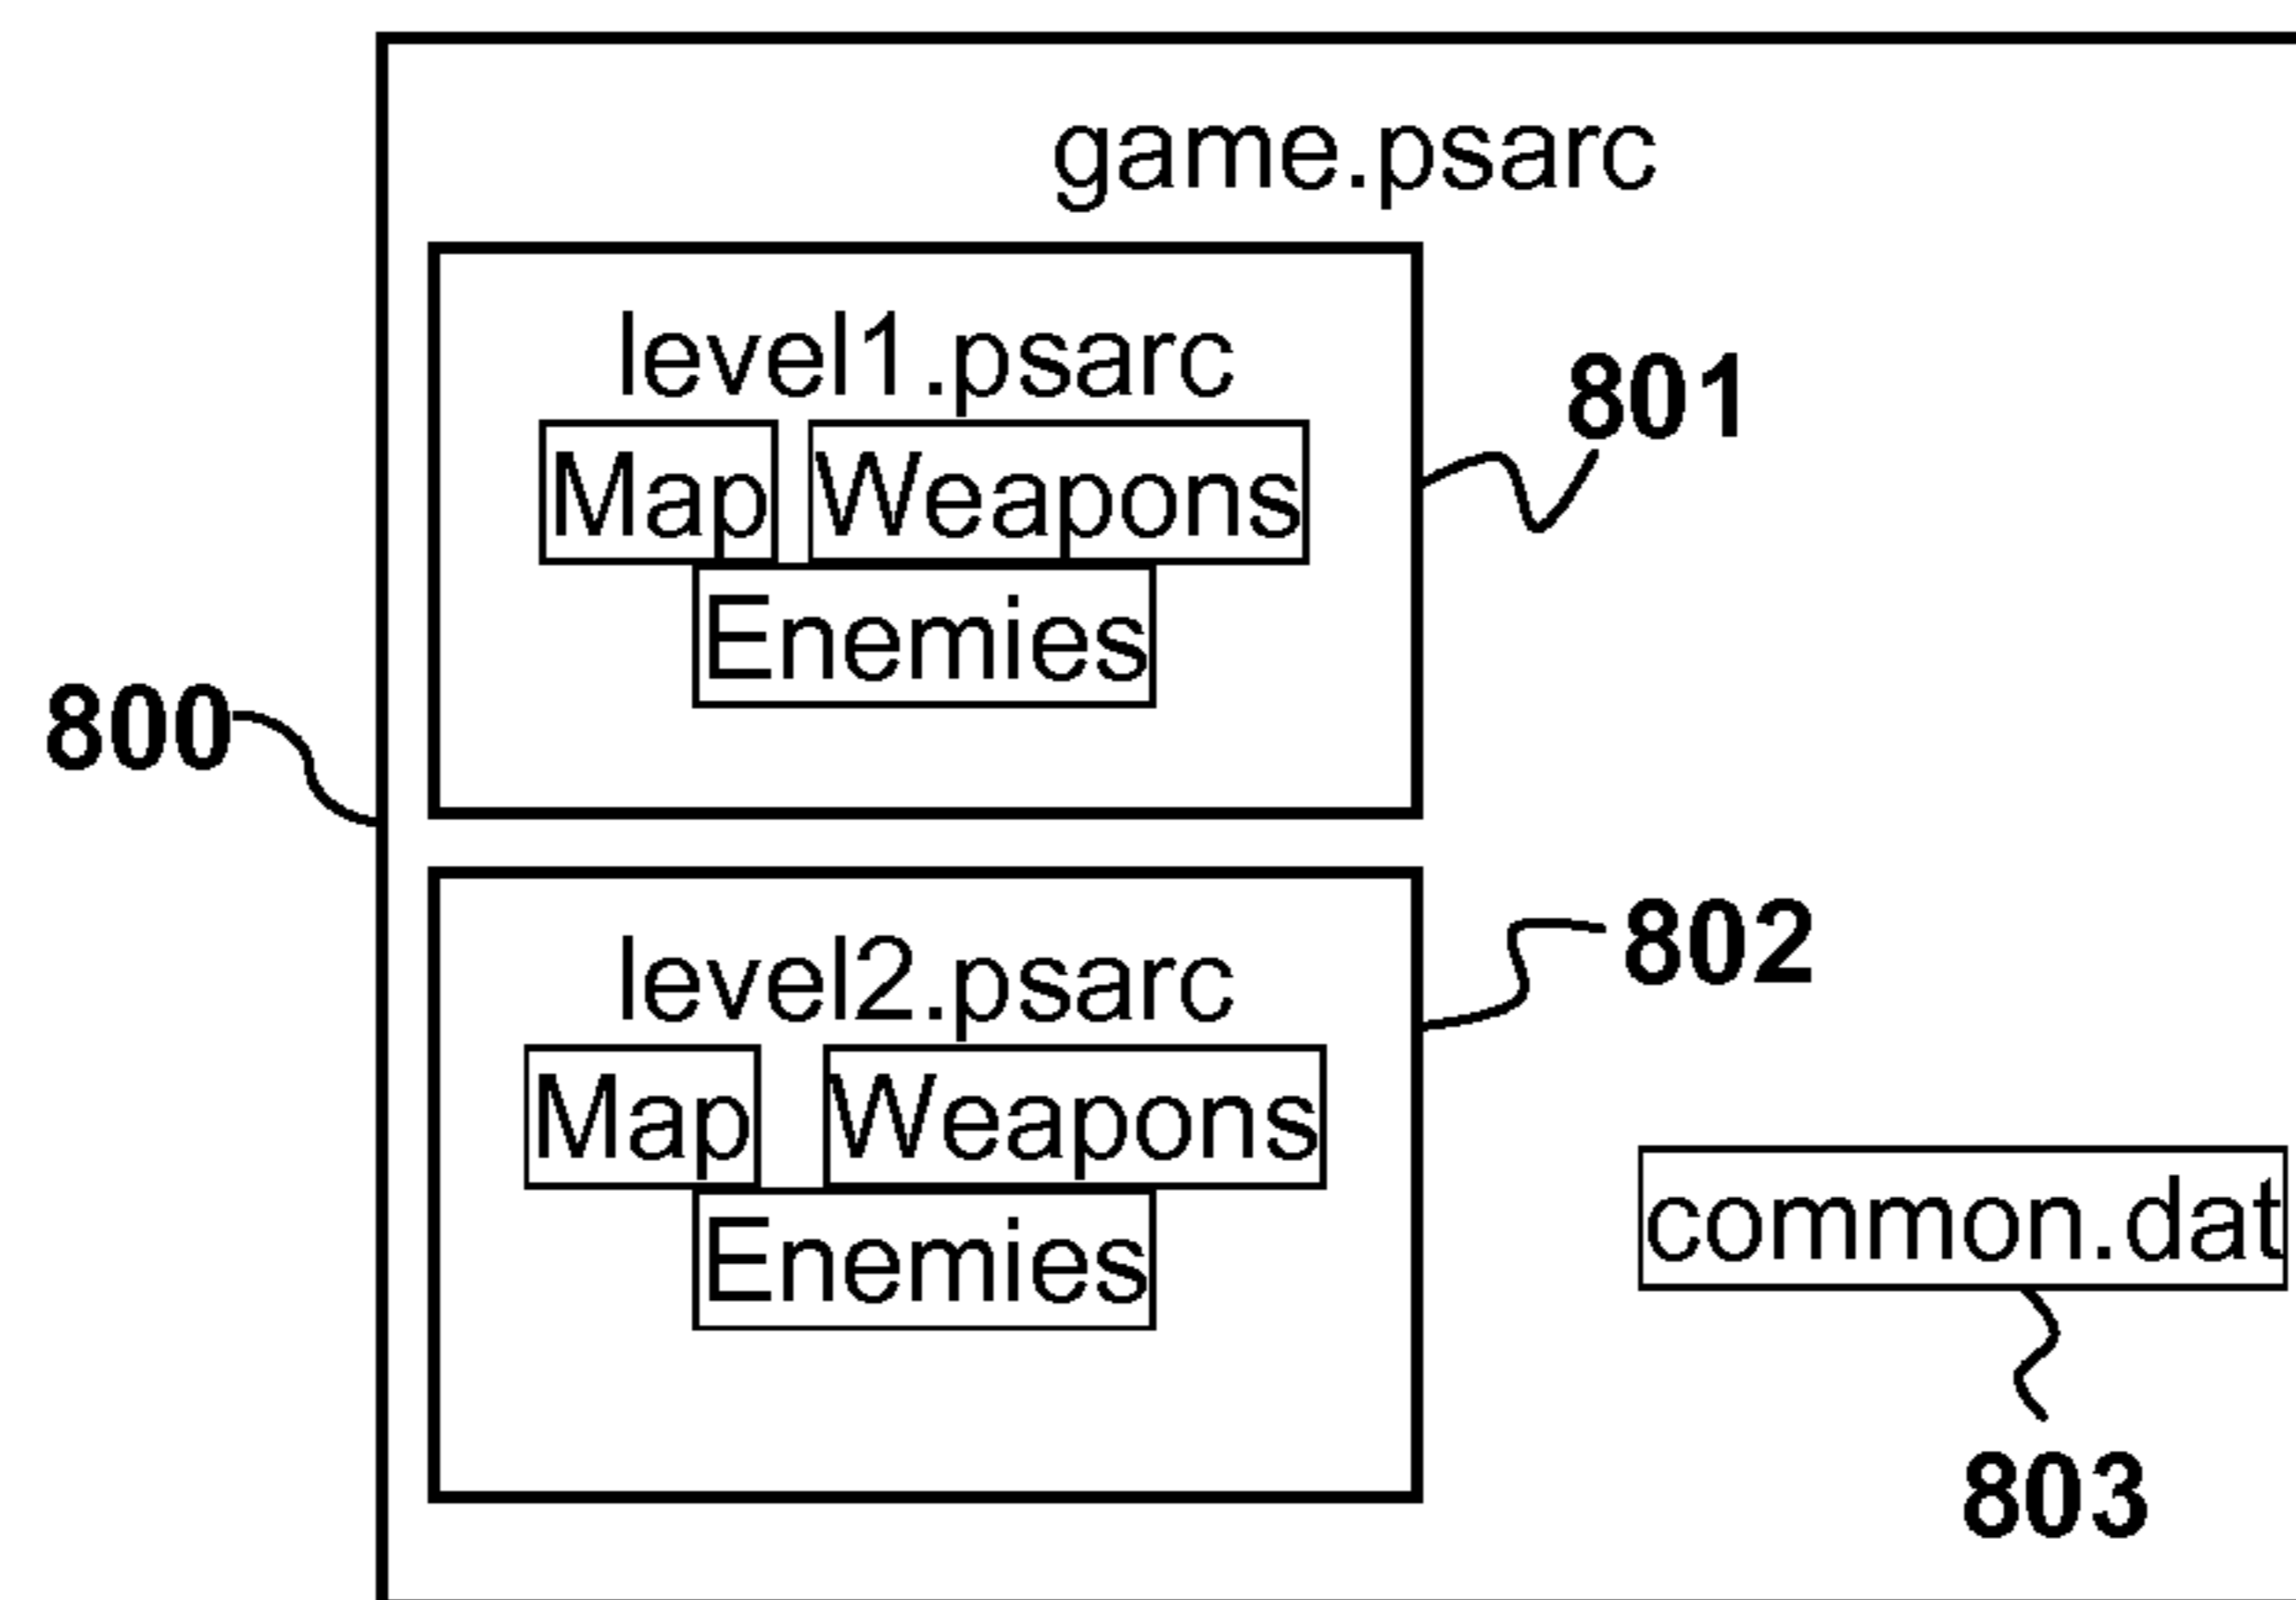 game.psarc
level1.psarc
801
Map Weapons
Enemies
800
level2.psarc
802
Map Weapons
Enemies
common.dat
803